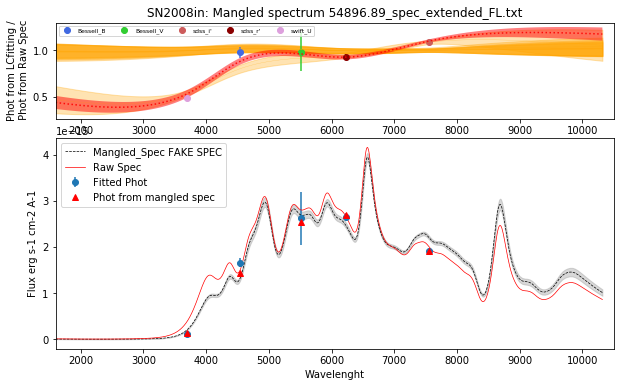 SN2008in: Mangled spectrum 54896.89_spec_extended_FL.txt
Phot from LCfitting /
Phot from Raw Spec
Bessell_B
Bessell_V
sdss_i'
sdss_r'
swift_U
1.0
0.5
2000 3000 4000 5000 6000 7000 8000 9000 10000
1e−15
Flux erg s-1 cm-2 A-1
Mangled_Spec FAKE SPEC
Raw Spec
Fitted Phot
Phot from mangled spec
4
3
2
1
0
2000 3000 4000 5000 6000 7000 8000 9000 10000
Wavelenght